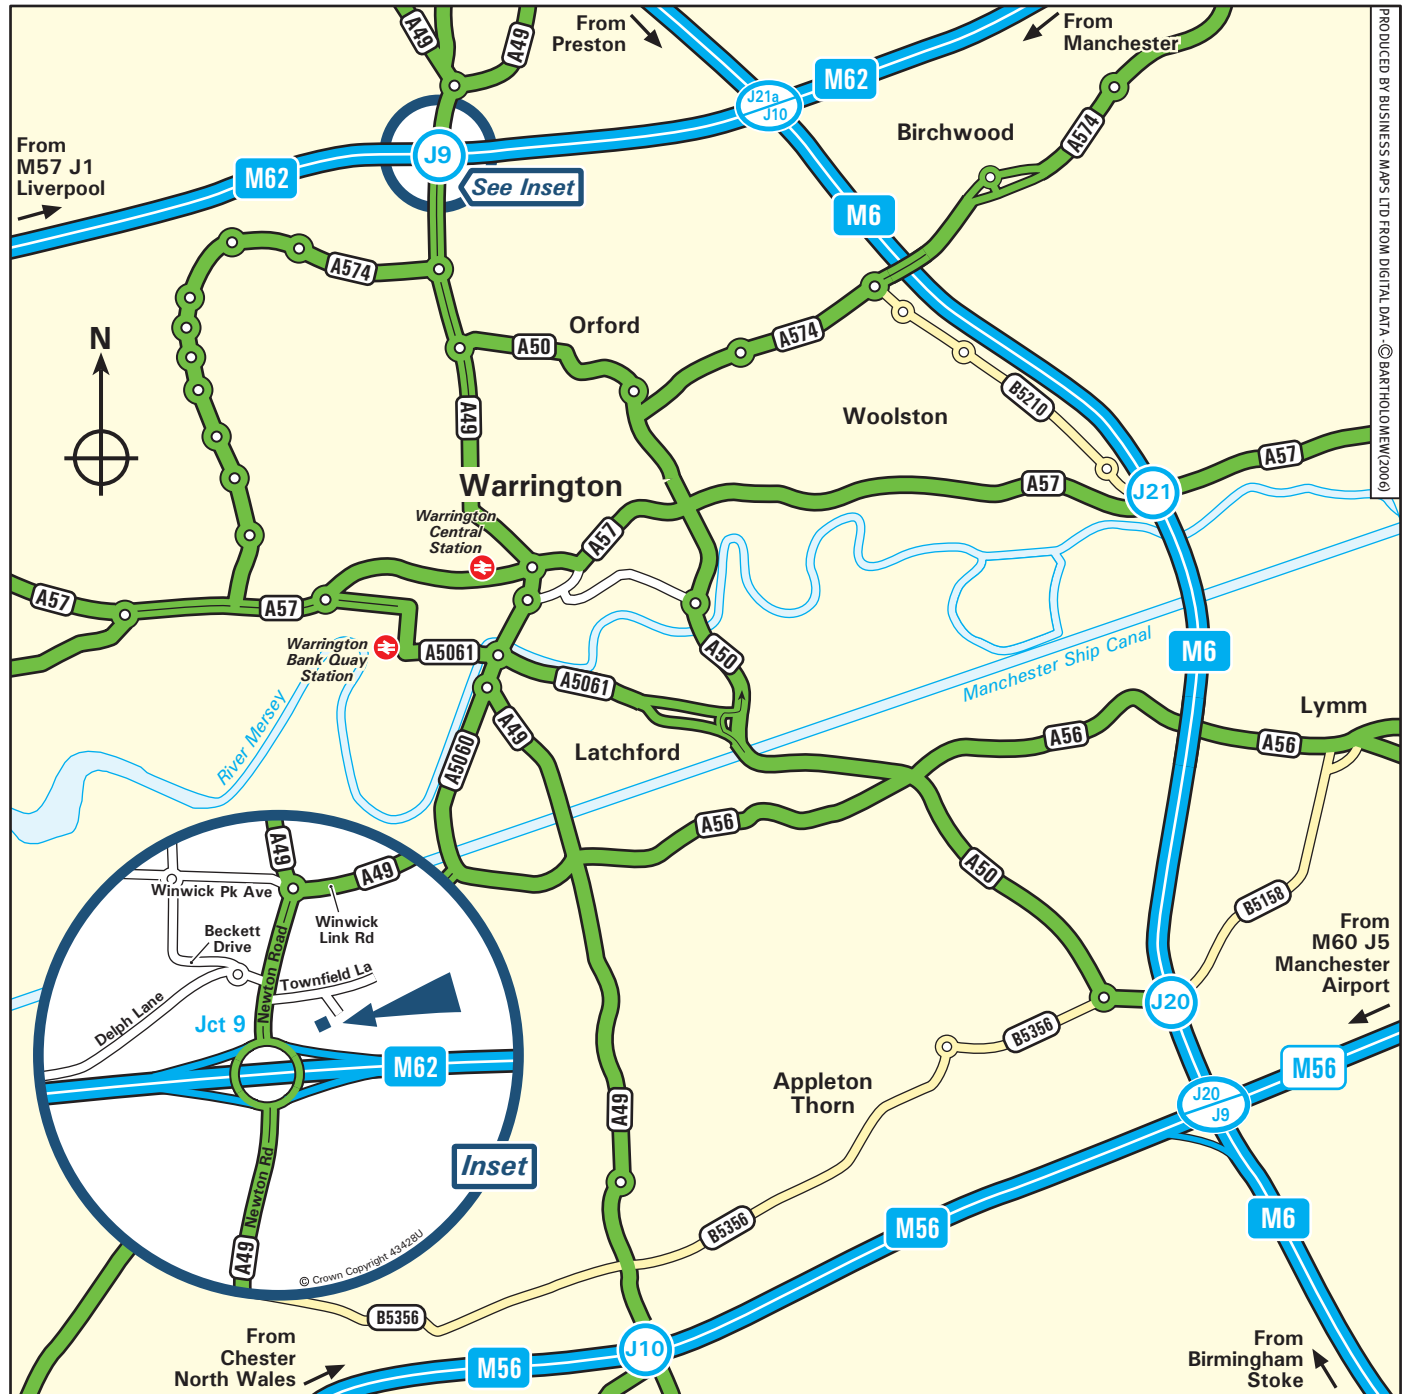 A49
A49
From
Preston
From
Manchester
PRODUCED BY BUSINESS MAPS LTD FROM DIGITAL DATA - © BARTHOLOMEW(2006)
M62
J21a
J10
Birchwood
A574
From
M57 J1
Liverpool
M62
J9
See Inset
M6
A574
Orford
A50
A574
N
B5210
A49
Woolston
A57
A57
J21
Warrington
Warrington
Central
Station
A57
A57
A57
Warrington
Bank Quay
Station
A5061
A5061
A50
Manchester Ship Canal
M6
River Mersey
A5060
A49
Latchford
A56
Lymm
A56
A56
A50
B5158
A49
A49
Winwick Pk Ave
Winwick
Link Rd
Beckett
Drive
Newton Road
Townfield La
Delph Lane
Jct 9
M62
Newton Rd
A49
© Crown Copyright 43428U
Inset
From
M60 J5
Manchester
Airport
J20
B5356
M56
Appleton
Thorn
J20
J9
A49
B5356
M56
M6
B5356
From
Chester
North Wales
M56
J10
From
Birmingham
Stoke